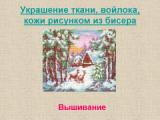 Украшение ткани, войлока,
кожи рисунком из бисера
Вышивание